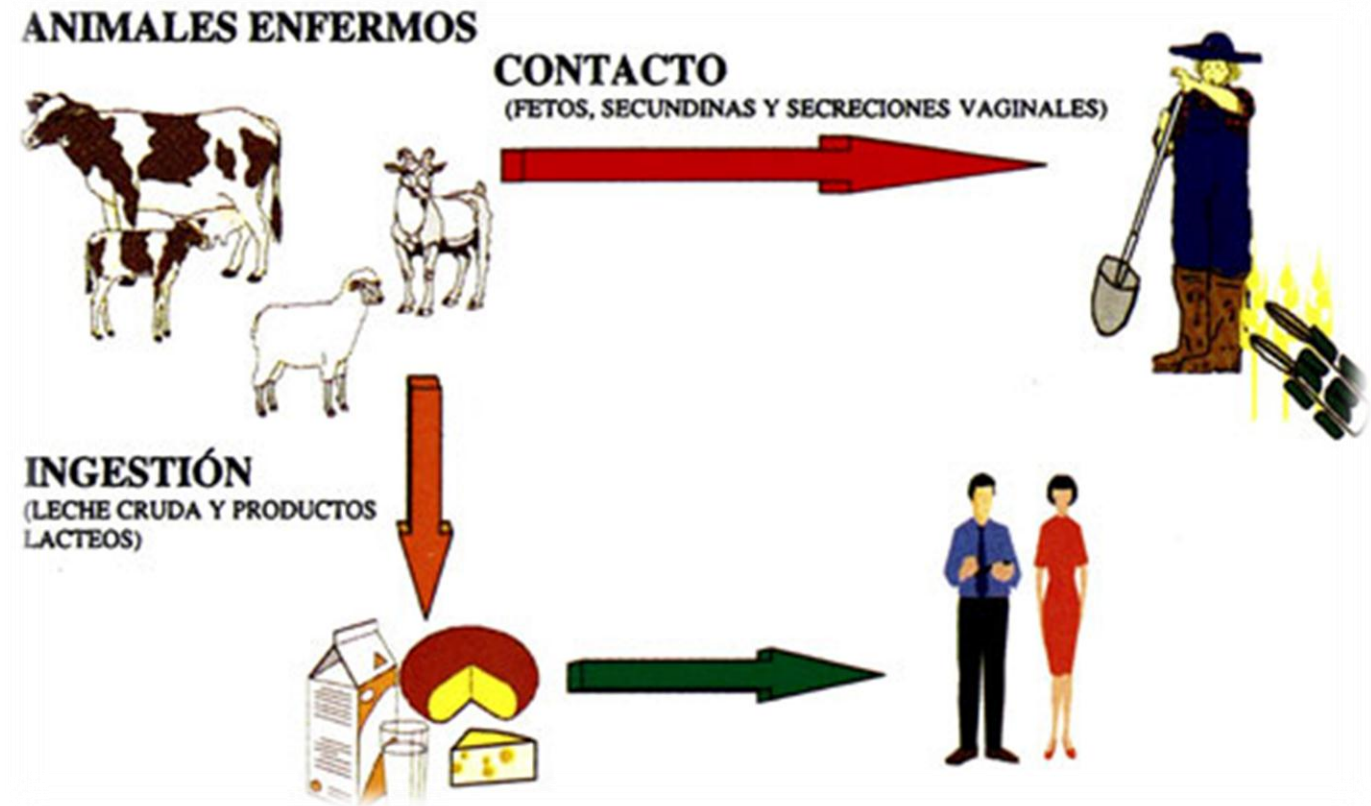 ANIMALES ENFERMOS
CONTACTO
(FETOS, SECUNDINAS Y SECRECIONES VAGINALES)
INGESTIÓN
(LECHE CRUDA Y PRODUCTOS
LACTEOS)